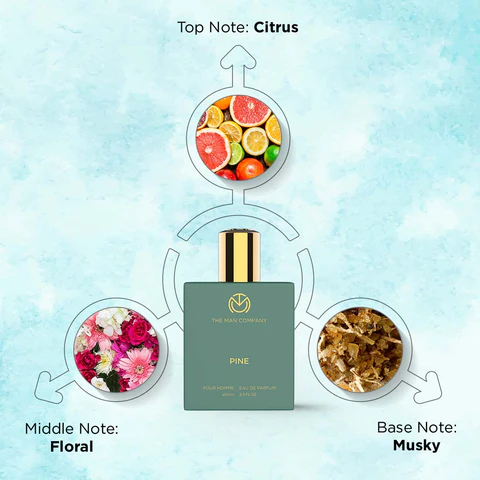 Top Note: Citrus
THE MAN COMPANY
PINE
POUR HOMME EAU DE PARFUM
Middle Note:
Floral
Base Note:
Musky